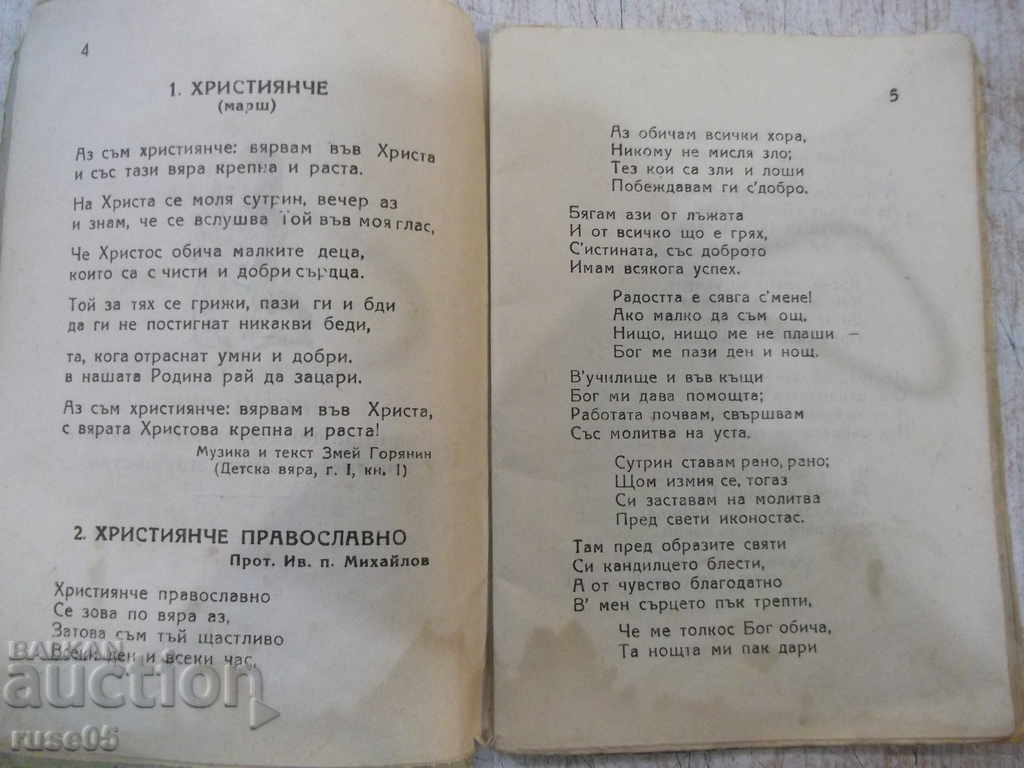 4
1. ХРИСТИЯНЧЕ
(марш)
Аз съм християнче: вярвам във Христа
и със тази вяра крепна и раста.
На Христа се моля сутрин, вечер аз
и знам, че се вслушва Той във моя глас,
Че Христос обича малките деца,
които са с чисти и добри сърдца.
Той за тях се грижи, пази ги и бди
да ги не постигнат никакви беди,
та, кога отраснат умни и добри,
в нашата Родина рай да зацари.
Аз съм християнче: вярвам във Христа,
с вярата Христова крепна и раста!
Музика и текст Змей Горянин
(Детска вяра, г. I, кн. I)
2. ХРИСТИЯНЧЕ ПРАВОСЛАВНО
Прот. Ив. п. Михайлов
Християнче православно
Се зова по вяра аз,
Затова съм тъй щастливо
Всеки ден и всеки час,
5
Аз обичам всички хора,
Никому не мисля зло;
Тез кои са зли и лоши
Побеждавам ги с'добро.
Бягам ази от лъжата
И от всичко що е грях,
С'истината, със доброто
Имам всякога успех.
Радостта е сявга с'мене!
Ако малко да съм ощ,
Нищо, нищо ме не плаши –
Бог ме пази ден и нощ.
В'училище и във къщи
Бог ми дава помощта;
Работата почвам, свършвам
Със молитва на уста.
Сутрин ставам рано, рано;
Щом измия се, тогаз
Си заставам на молитва
Пред свети иконостас.
Там пред образите святи
Си кандилцето блести,
А от чувство благодатно
В' мен сърцето пък трепти,
Че ме толкос Бог обича,
Та нощта ми пак дари
BALKAN
auction
ruse05